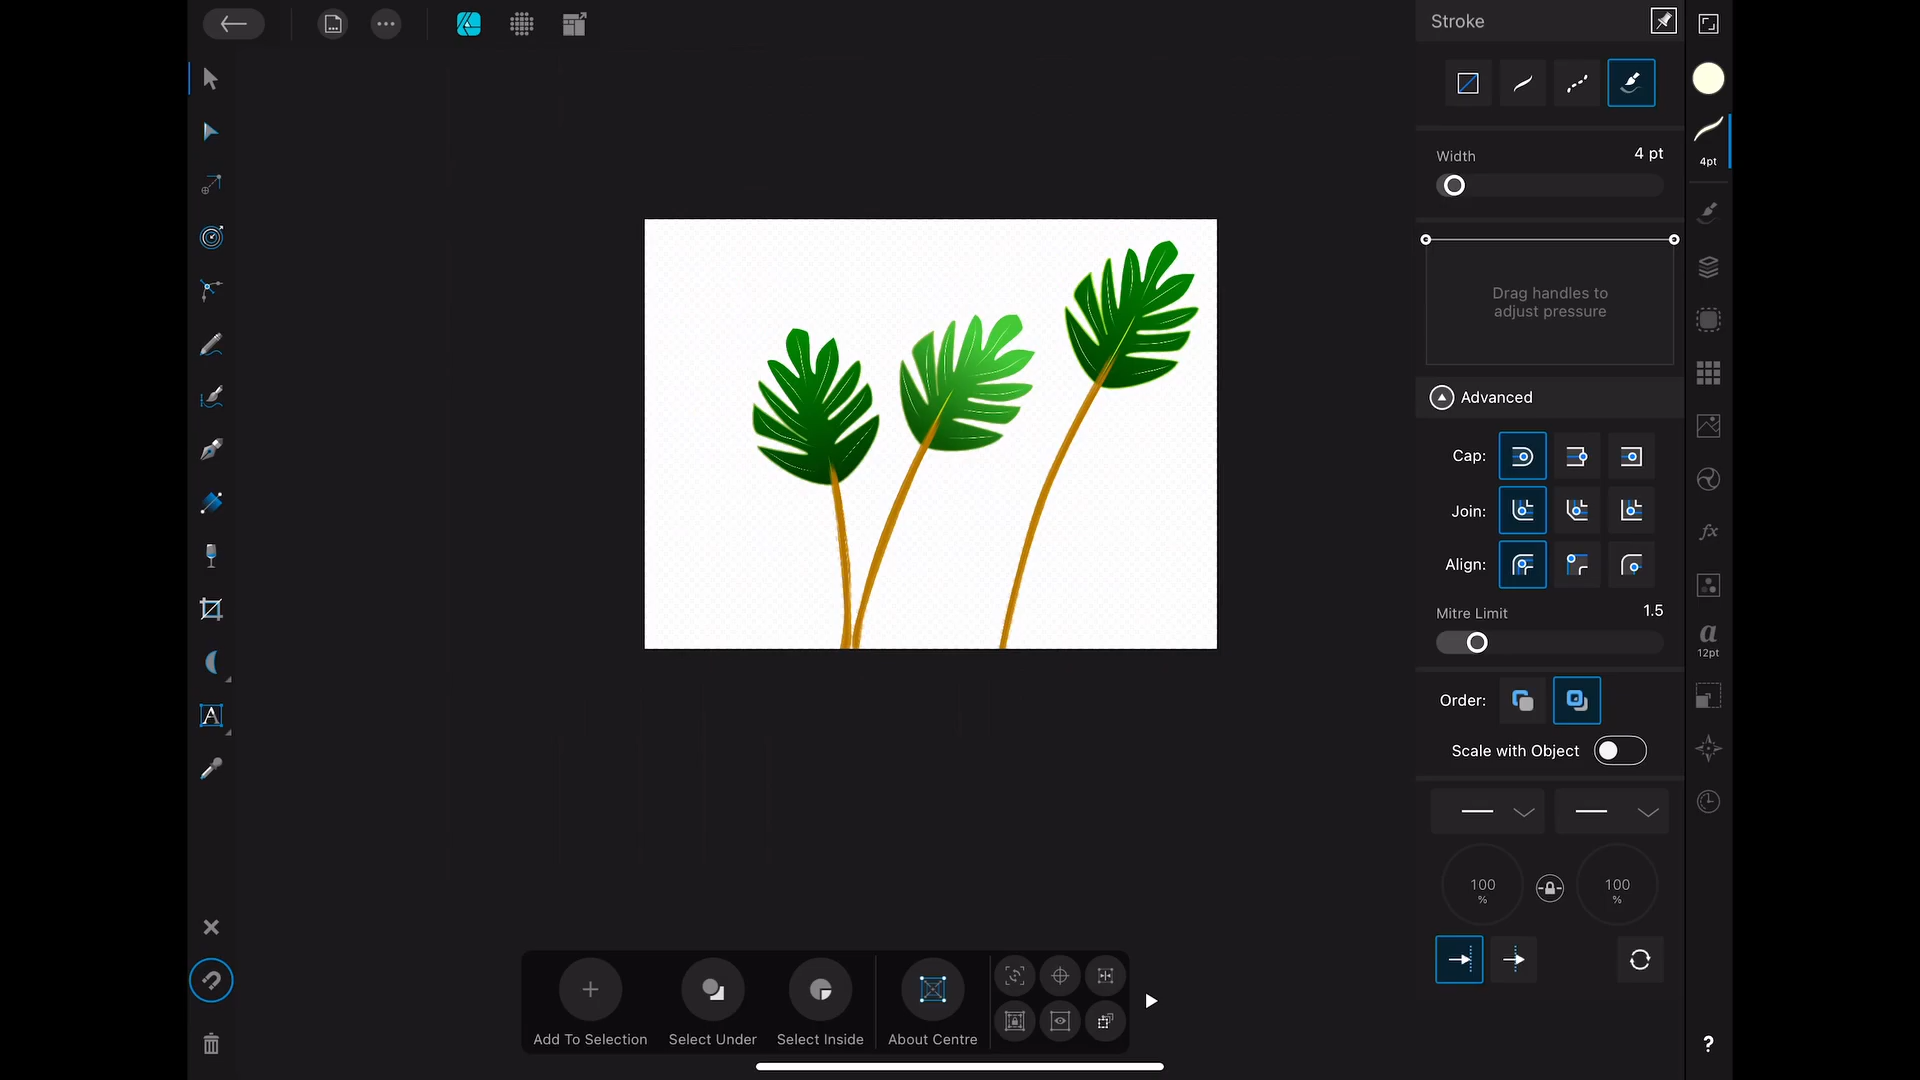 Stroke
Width
4 pt
4pt
Drag handles to
adjust pressure
Advanced
Cap:
Join:
Align:
Mitre Limit
1.5
a
12pt
fx
Order:
Scale with Object
100
%
100
%
A
Add To Selection
Select Under
Select Inside
About Centre
?